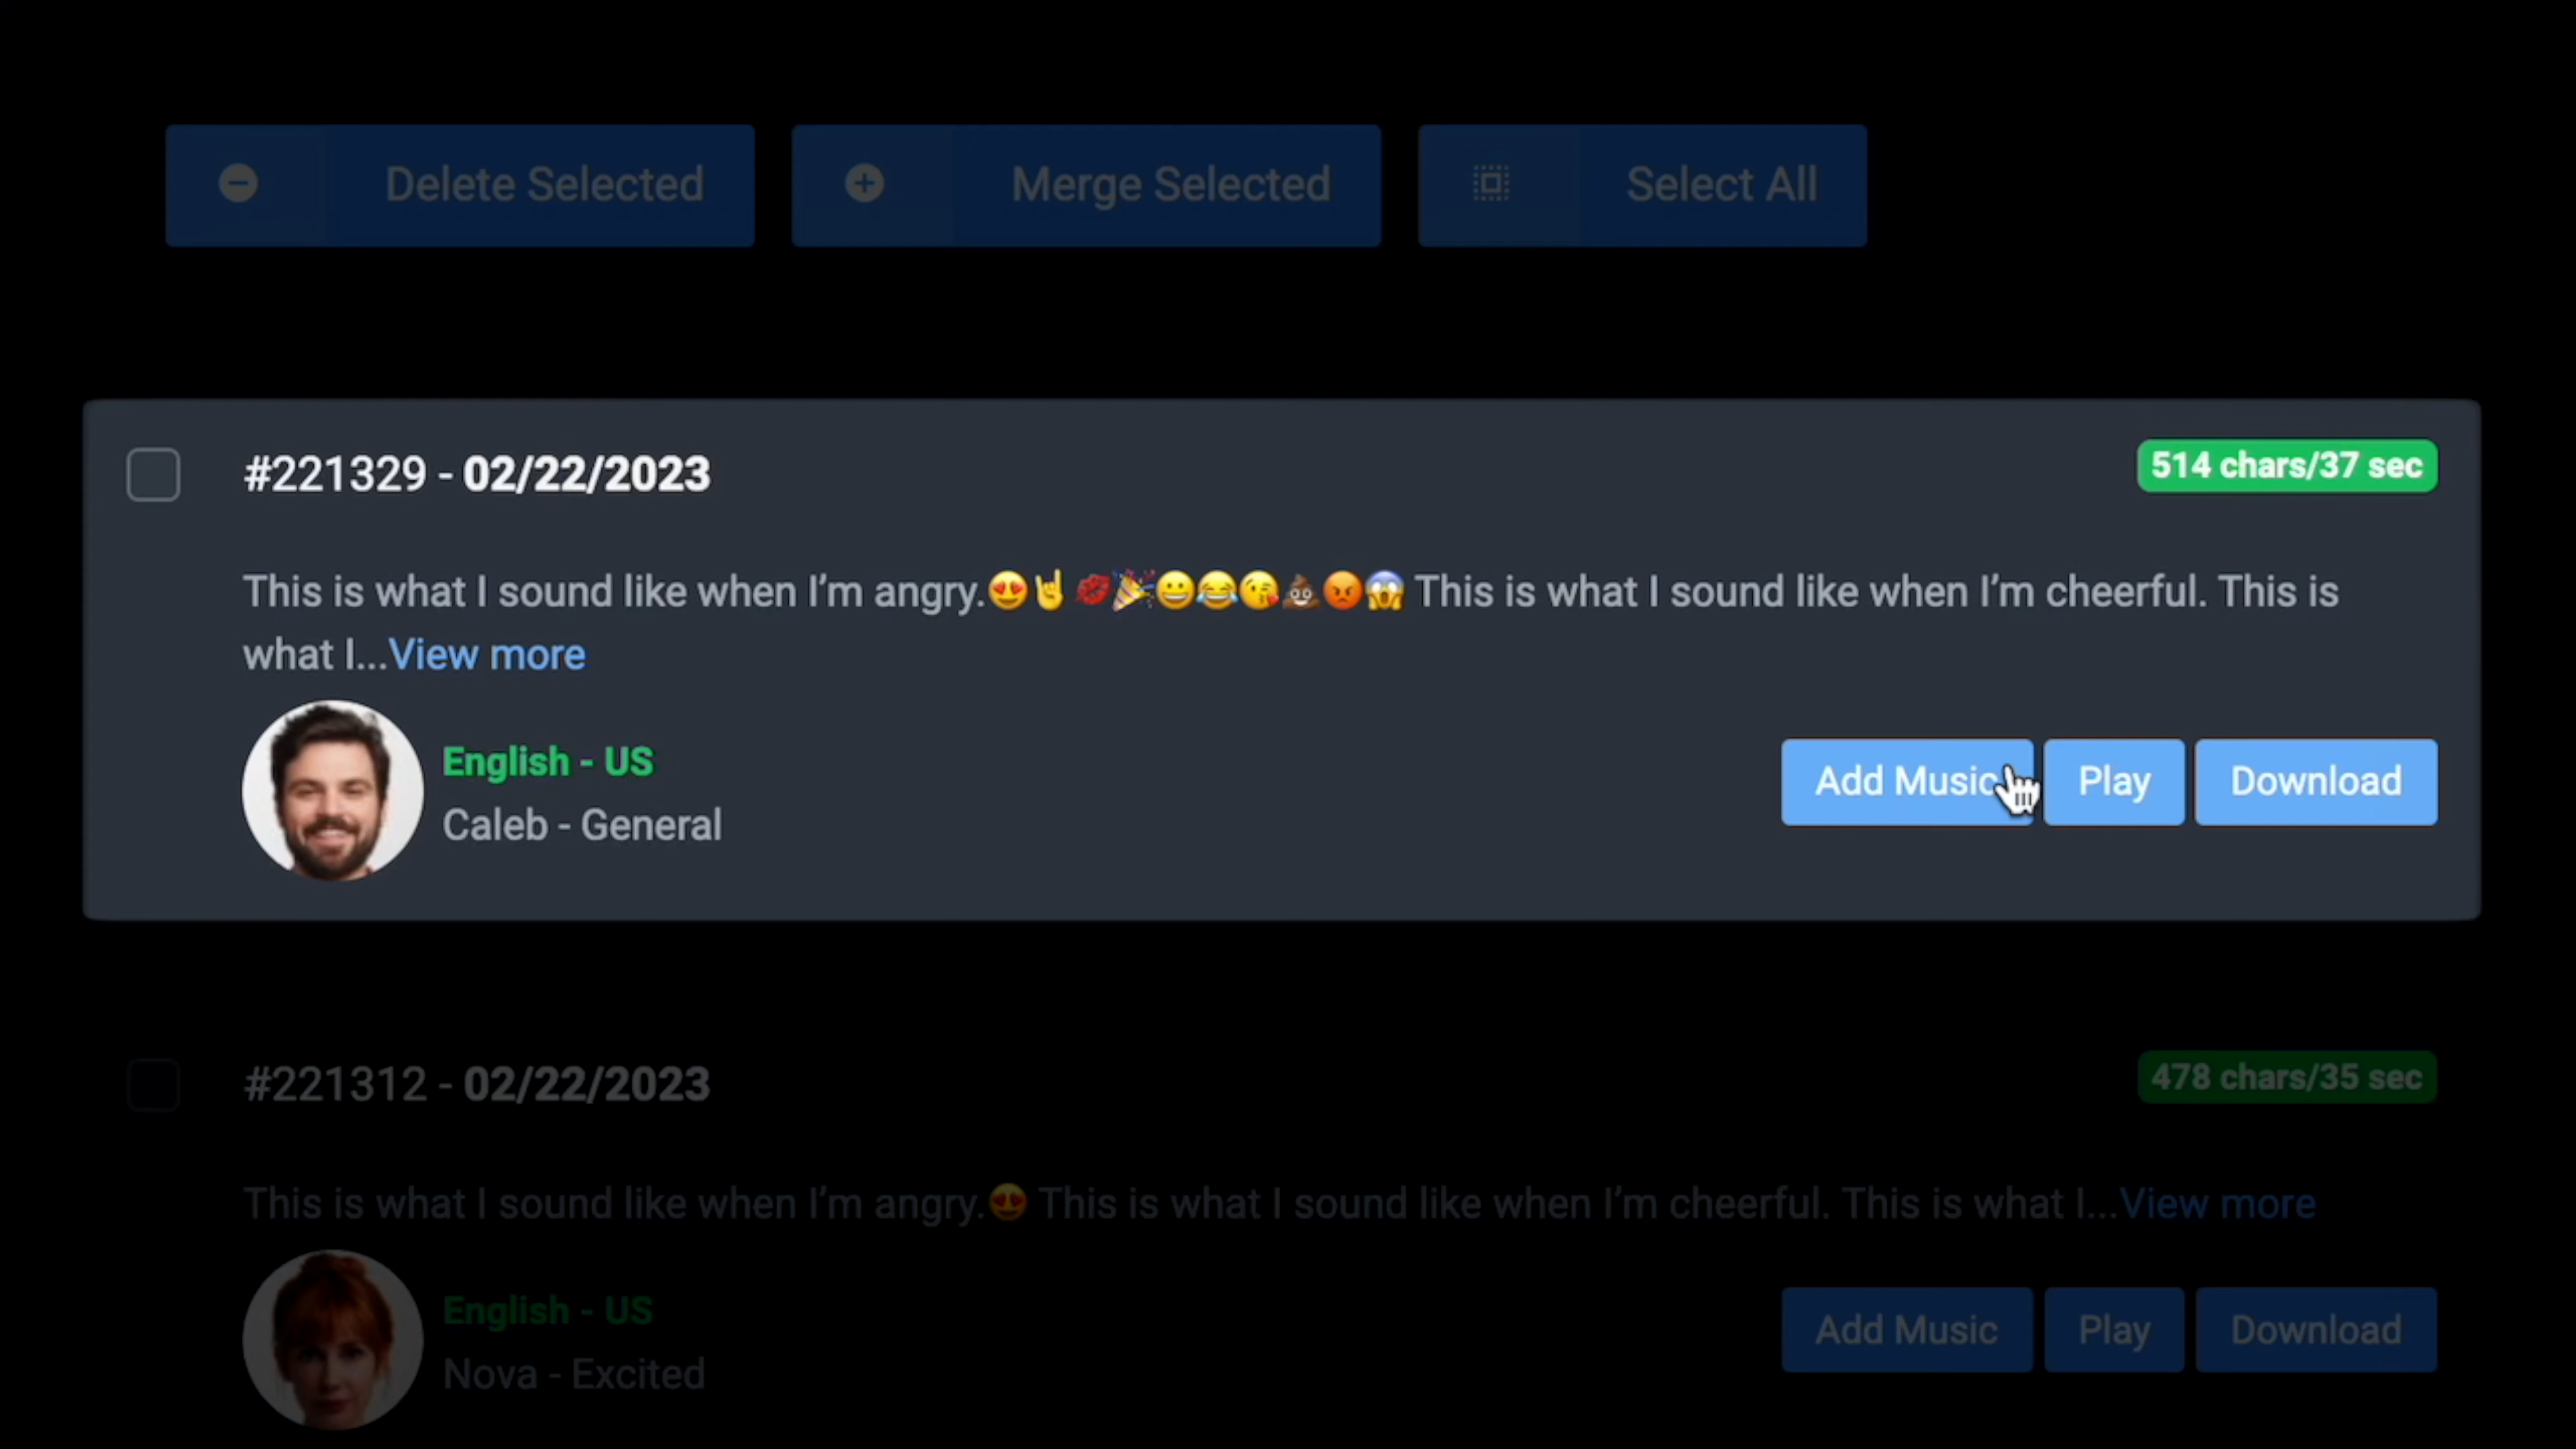 Delete Selected
Merge Selected
Select All
#221329 - 02/22/2023
514 chars/37 sec
This is what I sound like when I’m angry.😍🤘💋🎉😀😂😘💩😡😱 This is what I sound like when I’m cheerful. This is
what I...View more
English - US
Caleb - General
Add Music
Play
Download
#221312 - 02/22/2023
478 chars/35 sec
This is what I sound like when I’m angry.😍 This is what I sound like when I’m cheerful. This is what I...View more
English - US
Nova - Excited
Add Music
Play
Download